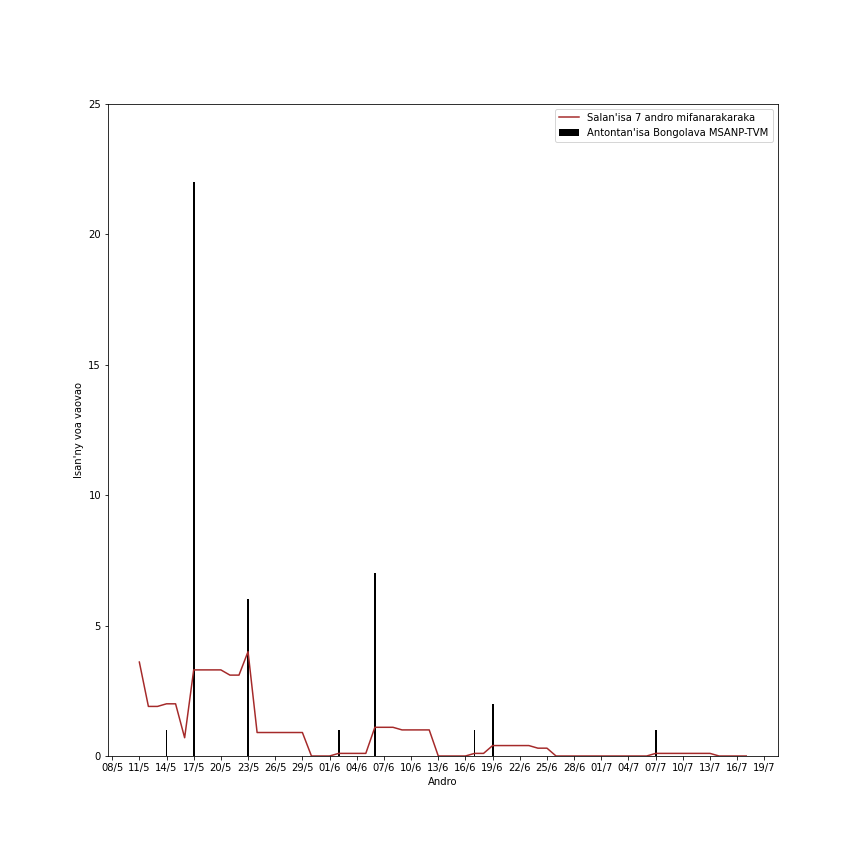 Salan'isa 7 andro mifanarakaraka
Antontan'isa Bongolava MSANP-TVM
25
20
15
10
5
0
Isan'ny voa vaovao
08/5 11/5 14/5 17/5 20/5 23/5 26/5 29/5 01/6 04/6 07/6 10/6 13/6 16/6 19/6 22/6 25/6 28/6 01/7 04/7 07/7 10/7 13/7 16/7 19/7
Andro